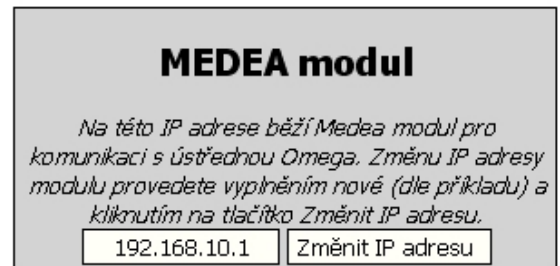 MEDEA modul
Na této IP adrese běží Medea modul pro
komunikaci s ústřednou Omega. Změnu IP adresy
modulu provedete vyplněním nové (dle příkladu) a
kliknutím na tlačítko Změnit IP adresu.
192.168.10.1 Změnit IP adresu